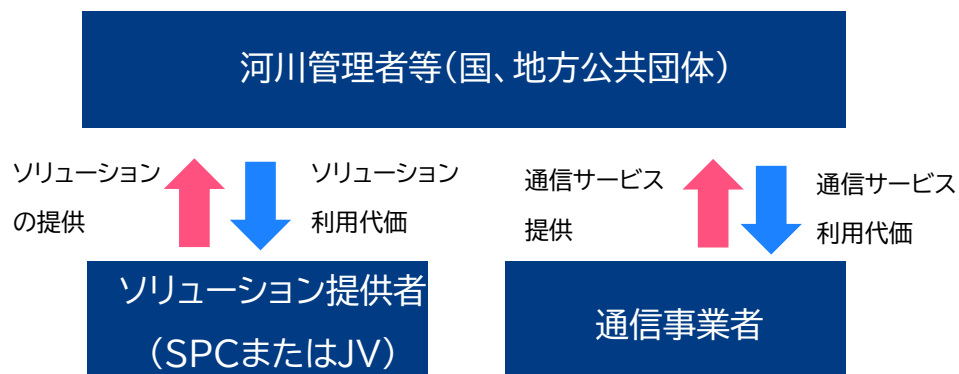 河川管理者等（国、地方公共団体）
ソリューション
の提供
ソリューション
利用代価
通信サービス
提供
通信サービス
利用代価
ソリューション提供者
（SPCまたはJV）
通信事業者